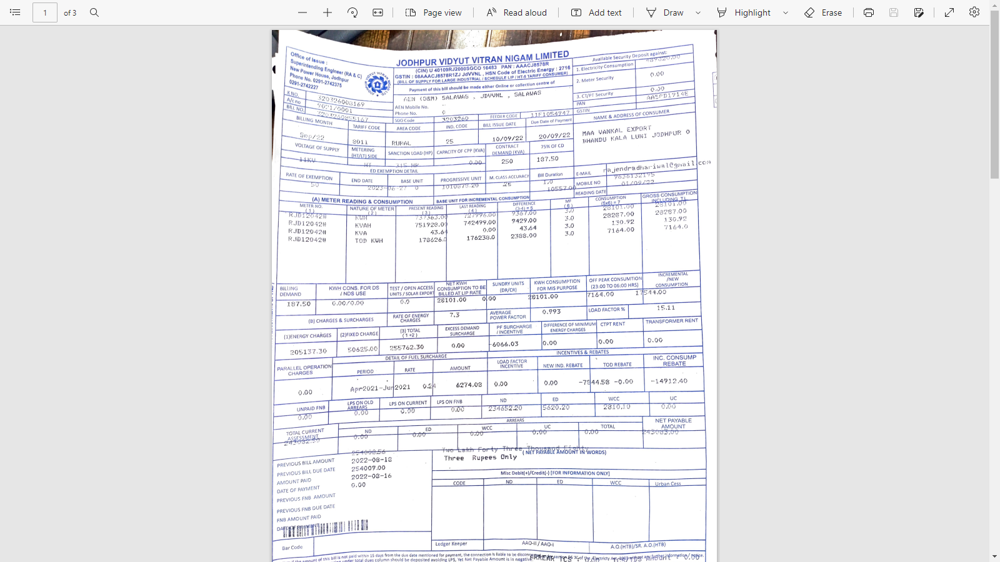 1 of 3 Page view Read aloud Add text Draw Highlight Erase
Office of Issue :
Superintending Engineer (RA & C)
New Power House, Jodhpur
Phone No. 0291-2742375
0291-2742227
JODHPUR VIDYUT VITRAN NIGAM LIMITED
(CIN) U 40109RJ2000SGCO 16483 PAN : AAACJ8578R
GSTIN : 08AAACJ8578R1ZJ JdVVNL , HSN Code of Electric Energy : 2716
(BILL OF SUPPLY FOR LARGE INDUSTRIAL / SCHEDULE LIP / HT-5 TARIFF CONSUMER)
Payment of this bill should be made either Online or collection centre of
AEN (O&M) SALAWAS , JDVVNL , SALAWAS
AEN Mobile No.
Phone No. 0
Available Security Deposit against:
1. Electricity Consumption
2. Meter Security 0.00
3. CT/PT Security 0.00
PAN AASPD1714E
GSTIN
K.NO. 320326008169
A/c no 9021/0001
BILL NO.
SDO Code 3203260 FEEDER CODE 11F1054747
BILLING MONTH TARIFF CODE AREA CODE IND. CODE BILL ISSUE DATE Due Date of Payment
Sep/22 8011 RURAL 25 10/09/22 20/09/22
NAME & ADDRESS OF CONSUMER
MAA VANKAL EXPORT
BHANDU KALA LUNI JODHPUR 0
VOLTAGE OF SUPPLY METERING (HT/LT) SIDE SANCTION LOAD (HP) CAPACITY OF CPP (KVA) CONTRACT DEMAND (KVA) 75% OF CD
11KV HT 315 HP 0.00 250 187.50
ED EXEMPTION DETAIL
RATE OF EXEMPTION END DATE BASE UNIT PROGRESSIVE UNIT M. CLASS ACCURACY Bill Duration
50 2023-06-27 0 1010879.20 .25 1.0
10557.00
E-MAIL rajendradhariwal@gmail.com
MOBILE NO 9636132195
READING DATE 01/09/22
(A) METER READING & CONSUMPTION BASE UNIT FOR INCREMENTAL CONSUMPTION
METER NO. (1) NATURE OF METER (2) PRESENT READING (3) LAST READING (4) DIFFERENCE (3-4) = 5 MF (6) CONSUMPTION (5x6) = 7 GROSS CONSUMPTION INCLUDING T.L
RJD12042H KWH 737363.00 727996.00 9367.00 3.0 28101.00 28101.00
RJD12042H KVAH 751928.00 742499.00 9429.00 3.0 28287.00 28287.00
RJD12042H KVA 43.64 0.00 43.64 3.0 130.92 130.92
RJD12042H TOD KWH 178626.0 176238.0 2388.00 3.0 7164.00 7164.0
BILLING DEMAND KWH CONS. FOR DS / NDS USE TEST / OPEN ACCESS UNITS / SOLAR EXPORT NET KWH CONSUMPTION TO BE BILLED AT LIP RATE SUNDRY UNITS (DR/CR) KWH CONSUMPTION FOR MIS PURPOSE OFF PEAK CONSUMTION (23:00 TO 06:00 HRS) INCREMENTAL /NEW CONSUMPTION
187.50 0.00/0.00 0.0 28101.00 0.00 28101.00 7164.00 17544.00
(B) CHARGES & SURCHARGES RATE OF ENERGY CHARGES 7.3 AVERAGE POWER FACTOR 0.993 LOAD FACTOR % 15.11
(1)ENERGY CHARGES (2)FIXED CHARGE (3) TOTAL (1+2) EXCESS DEMAND SURCHARGE PF SURCHARGE / INCENTIVE DIFFERENCE OF MINIMUM ENERGY CHARGES CTPT RENT TRANSFORMER RENT
205137.30 50625.00 255762.30 0.00 -6066.03 0.00 0.00 0.00
PARALLEL OPERATION CHARGES DETAIL OF FUEL SURCHARGE INCENTIVES & REBATES
PERIOD RATE AMOUNT LOAD FACTOR INCENTIVE NEW IND. REBATE TOD REBATE INC. CONSUMP REBATE
0.00 Apr2021-Jun2021 0.24 6274.08 0.00 0.00 -7844.58 -0.00 -14912.40
UNPAID FNB LPS ON OLD ARREARS LPS ON CURRENT LPS ON FNB ND ED WCC UC
0.00 0.00 0.00 0.00 234652.20 5620.20 2810.10 0.00
TOTAL CURRENT ASSESSMENT ARREARS NET PAYABLE AMOUNT
ND ED WCC UC TOTAL
243082.50 0.00 0.00 0.00 0.00 0.00 243083.00
PREVIOUS BILL AMOUNT 254008.56
PREVIOUS BILL DUE DATE 2022-08-18
AMOUNT PAID 254009.00
DATE OF PAYMENT 2022-08-16
PREVIOUS FNB AMOUNT 0.00
PREVIOUS FNB DUE DATE
FNB AMOUNT PAID
DATE OF PAYMENT
Two Lakh Forty Three Thousand Eighty
Three Rupees Only
( NET PAYABLE AMOUNT IN WORDS)
Misc Debit(+)/Credit(-) [FOR INFORMATION ONLY]
CODE ND ED WCC Urban Cess
Bar Code
Ledger Keeper AAO-II / AAO-I A.O.(HTB)/SR. A.O.(HTB)
amount of this bill is not paid within 15 days from the due date mentioned for payment, the connection is liable to be
ARREAR TCS : 0.00
under total dues column should be deposited avoiding LPS, Yet Net Payable Amount is in negative.